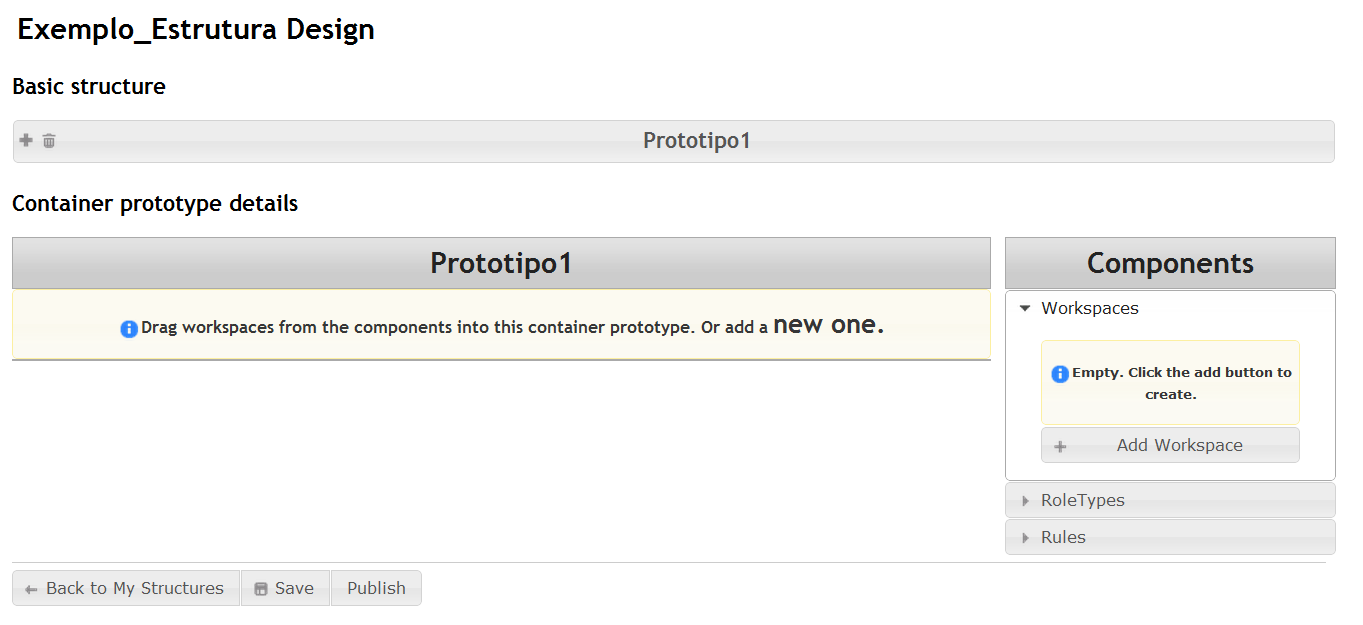 Exemplo_Estrutura Design
Basic structure
Prototipo1
Container prototype details
Prototipo1
Drag workspaces from the components into this container prototype. Or add a new one.
Components
Workspaces
Empty. Click the add button to
create.
Add Workspace
RoleTypes
Rules
Back to My Structures
Save
Publish